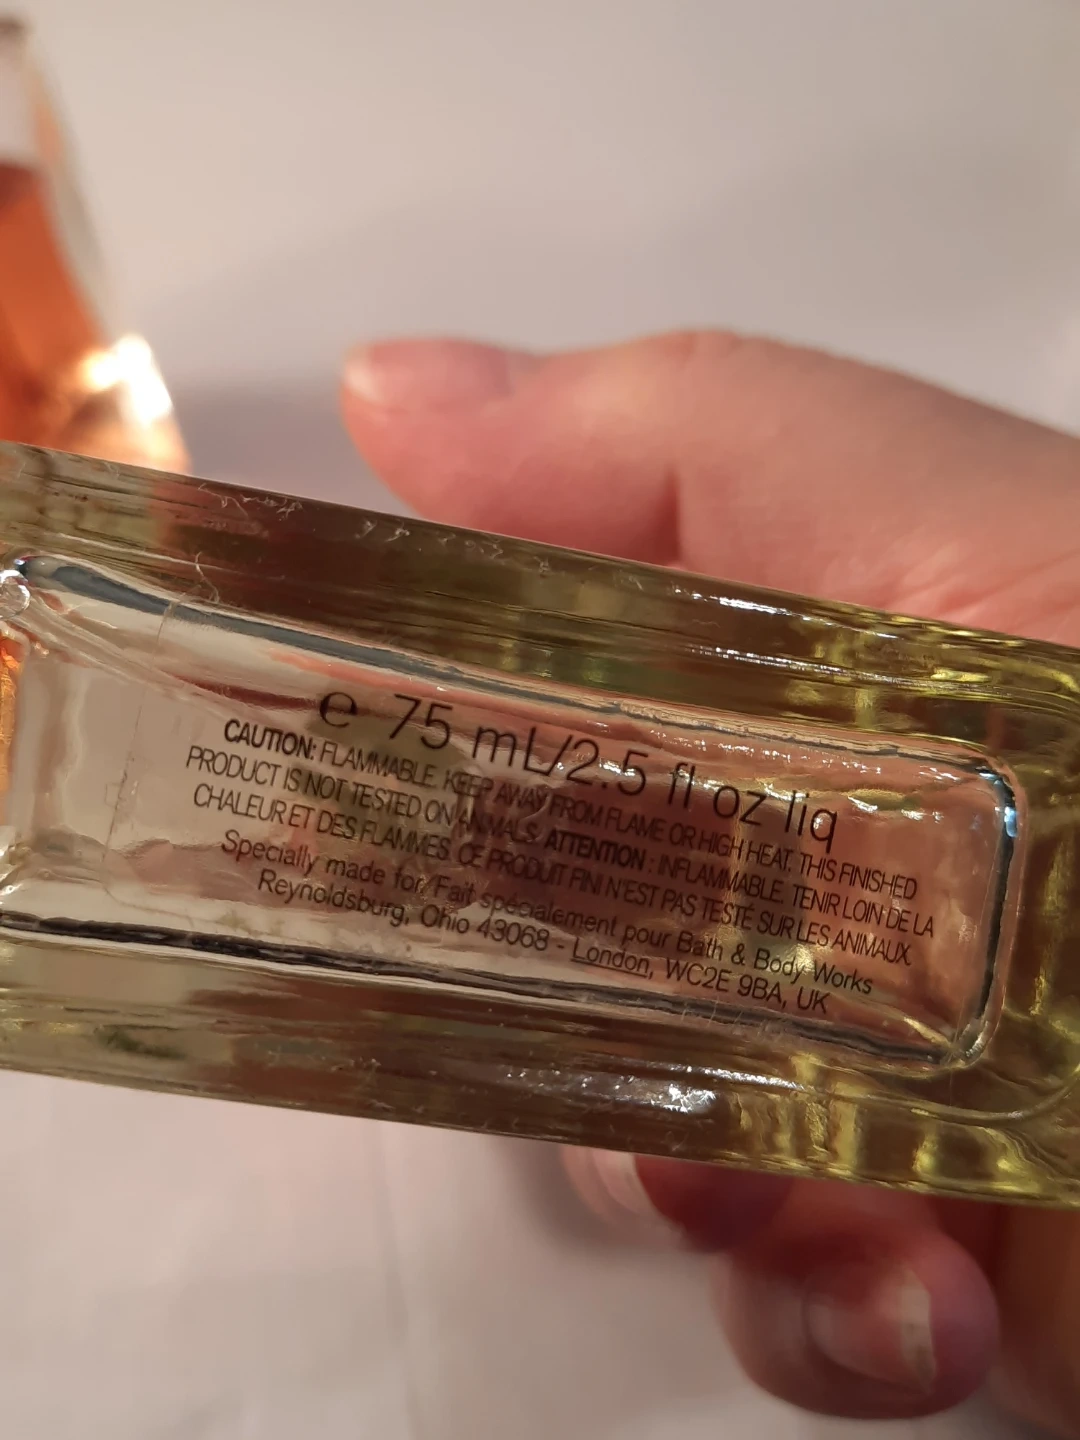 ℮ 75 mL/2.5 fl oz liq
CAUTION: FLAMMABLE. KEEP AWAY FROM FLAME OR HIGH HEAT. THIS FINISHED
PRODUCT IS NOT TESTED ON ANIMALS. ATTENTION : INFLAMMABLE. TENIR LOIN DE LA
CHALEUR ET DES FLAMMES. CE PRODUIT FINI N'EST PAS TESTÉ SUR LES ANIMAUX.
Specially made for/Fait spécialement pour Bath & Body Works
Reynoldsburg, Ohio 43068 - London, WC2E 9BA, UK